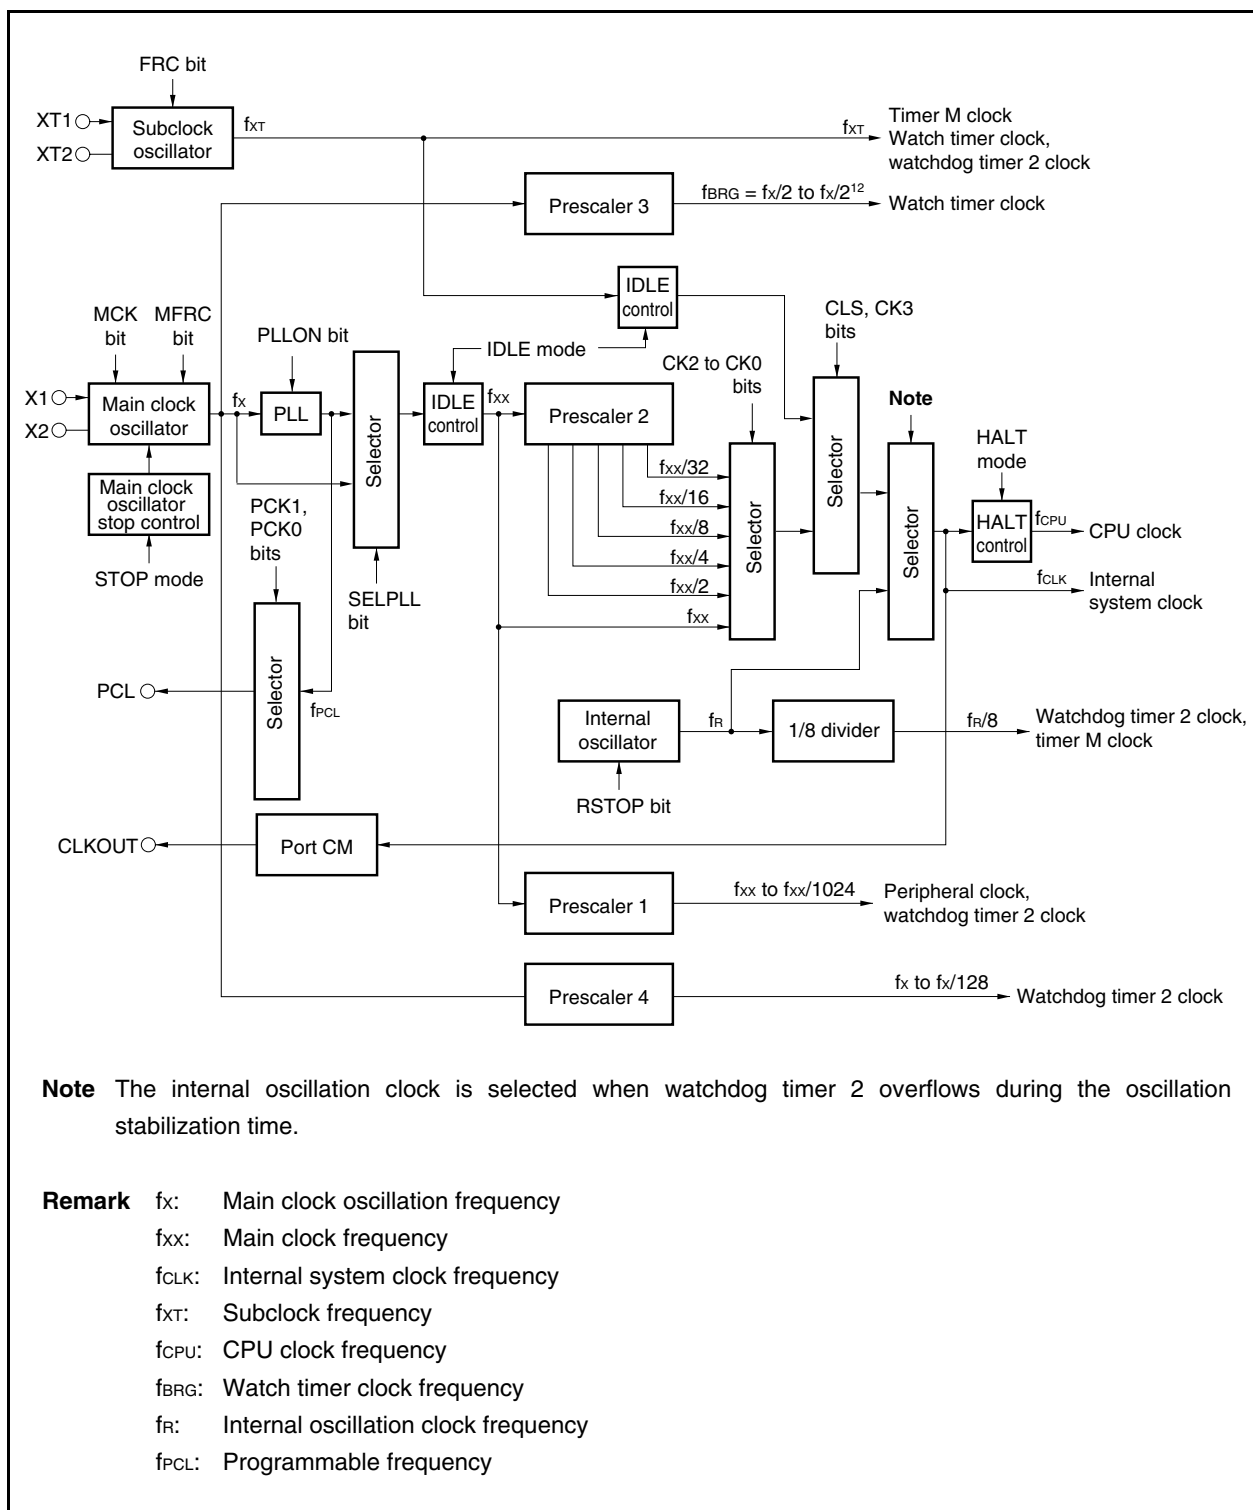 FRC bit
XT1
XT2
Subclock
oscillator
fXT
fXT
Timer M clock
Watch timer clock,
watchdog timer 2 clock
Prescaler 3
fBRG = fX/2 to fX/2¹²
Watch timer clock
IDLE
control
MCK
bit
MFRC
bit
PLLON bit
IDLE mode
CLS, CK3
bits
CK2 to CK0
bits
X1
X2
Main clock
oscillator
fX
PLL
Selector
IDLE
control
fXX
Prescaler 2
Note
HALT
mode
Main clock
oscillator
stop control
STOP mode
PCK1,
PCK0
bits
SELPLL
bit
fXX/32
fXX/16
fXX/8
fXX/4
fXX/2
fXX
Selector
Selector
Selector
HALT
control
fCPU
CPU clock
fCLK
Internal
system clock
PCL
Selector
fPCL
Internal
oscillator
fR
1/8 divider
fR/8
Watchdog timer 2 clock,
timer M clock
RSTOP bit
CLKOUT
Port CM
Prescaler 1
fXX to fXX/1024
Peripheral clock,
watchdog timer 2 clock
Prescaler 4
fX to fX/128
Watchdog timer 2 clock
Note The internal oscillation clock is selected when watchdog timer 2 overflows during the oscillation
stabilization time.
Remark fX: Main clock oscillation frequency
fXX: Main clock frequency
fCLK: Internal system clock frequency
fXT: Subclock frequency
fCPU: CPU clock frequency
fBRG: Watch timer clock frequency
fR: Internal oscillation clock frequency
fPCL: Programmable frequency